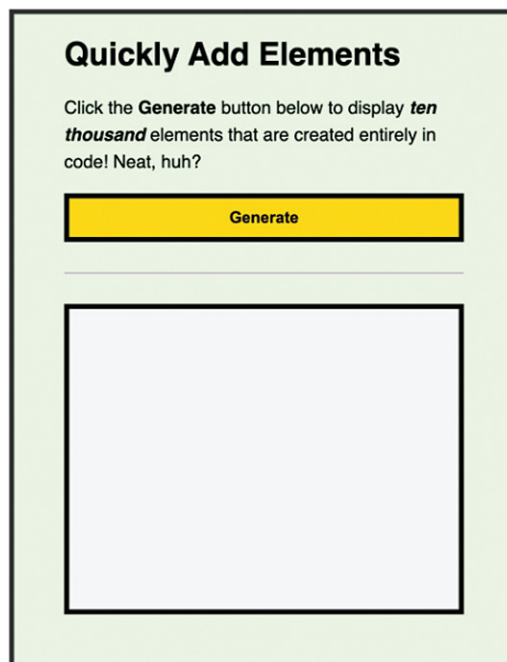 Quickly Add Elements
Click the Generate button below to display ten
thousand elements that are created entirely in
code! Neat, huh?
Generate